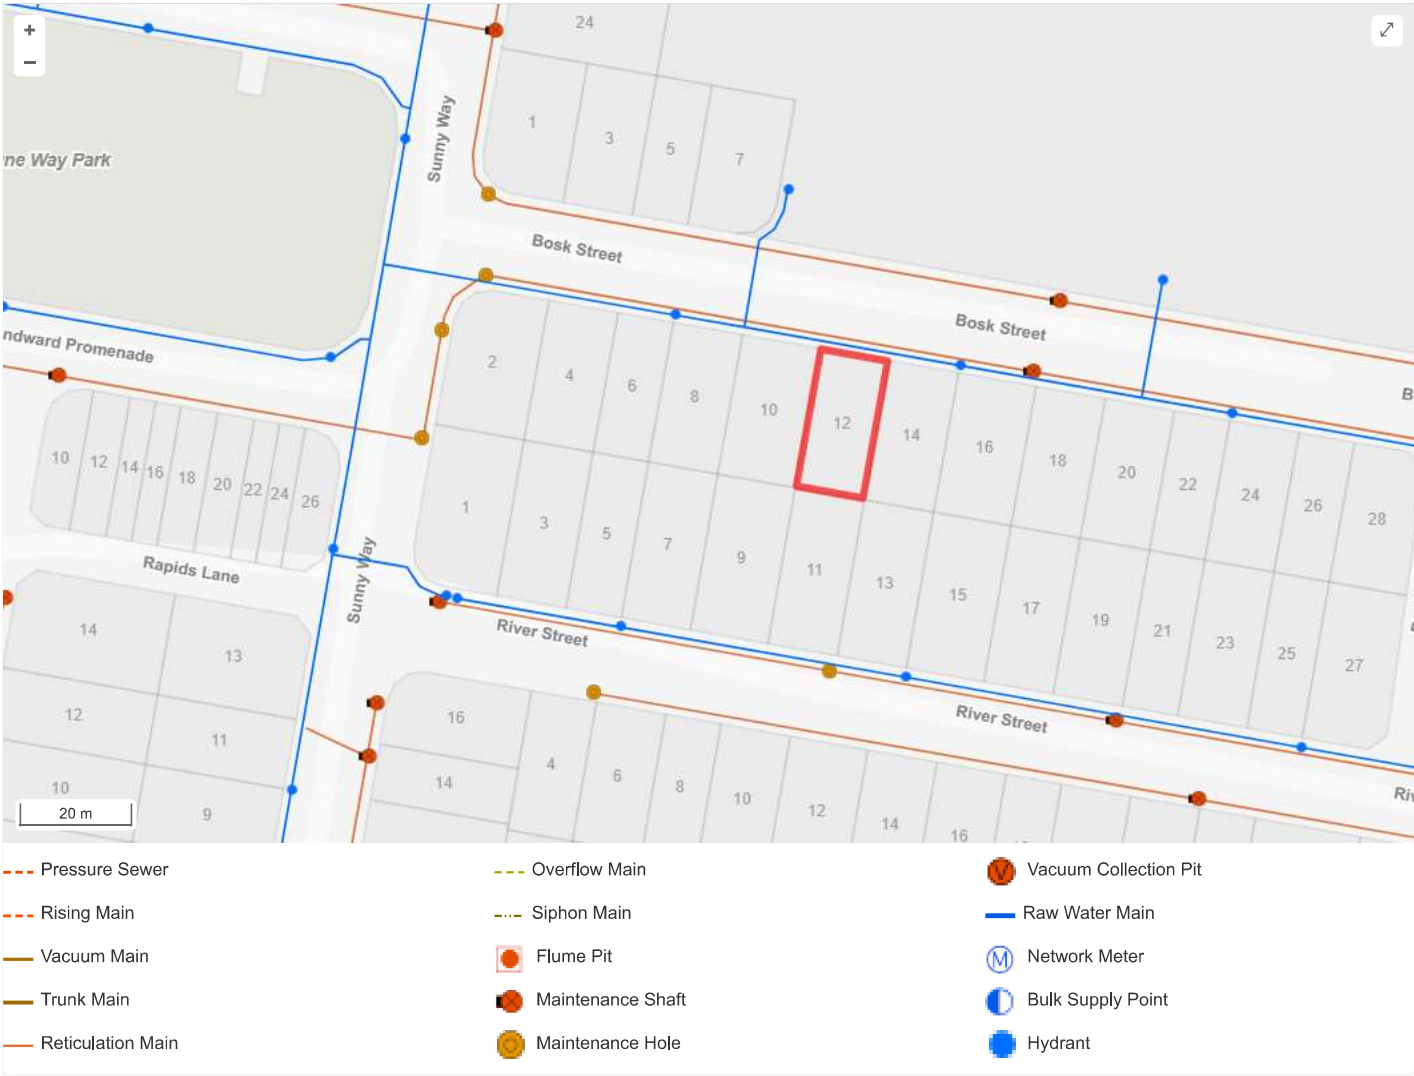 +
−
24
1
3
5
7
ne Way Park
Sunny Way
Bosk Street
Bosk Street
ndward Promenade
2
4
6
8
10
12
14
16
18
20
22
24
26
28
B
10
12
14
16
18
20
22
24
26
1
3
5
7
9
11
13
15
17
19
21
23
25
27
Rapids Lane
Sunny Way
River Street
River Street
Riv
14
13
12
11
10
9
16
14
4
6
8
10
12
14
16
20 m
Pressure Sewer
Rising Main
Vacuum Main
Trunk Main
Reticulation Main
Overflow Main
Siphon Main
Flume Pit
Maintenance Shaft
Maintenance Hole
V Vacuum Collection Pit
Raw Water Main
M Network Meter
Bulk Supply Point
Hydrant